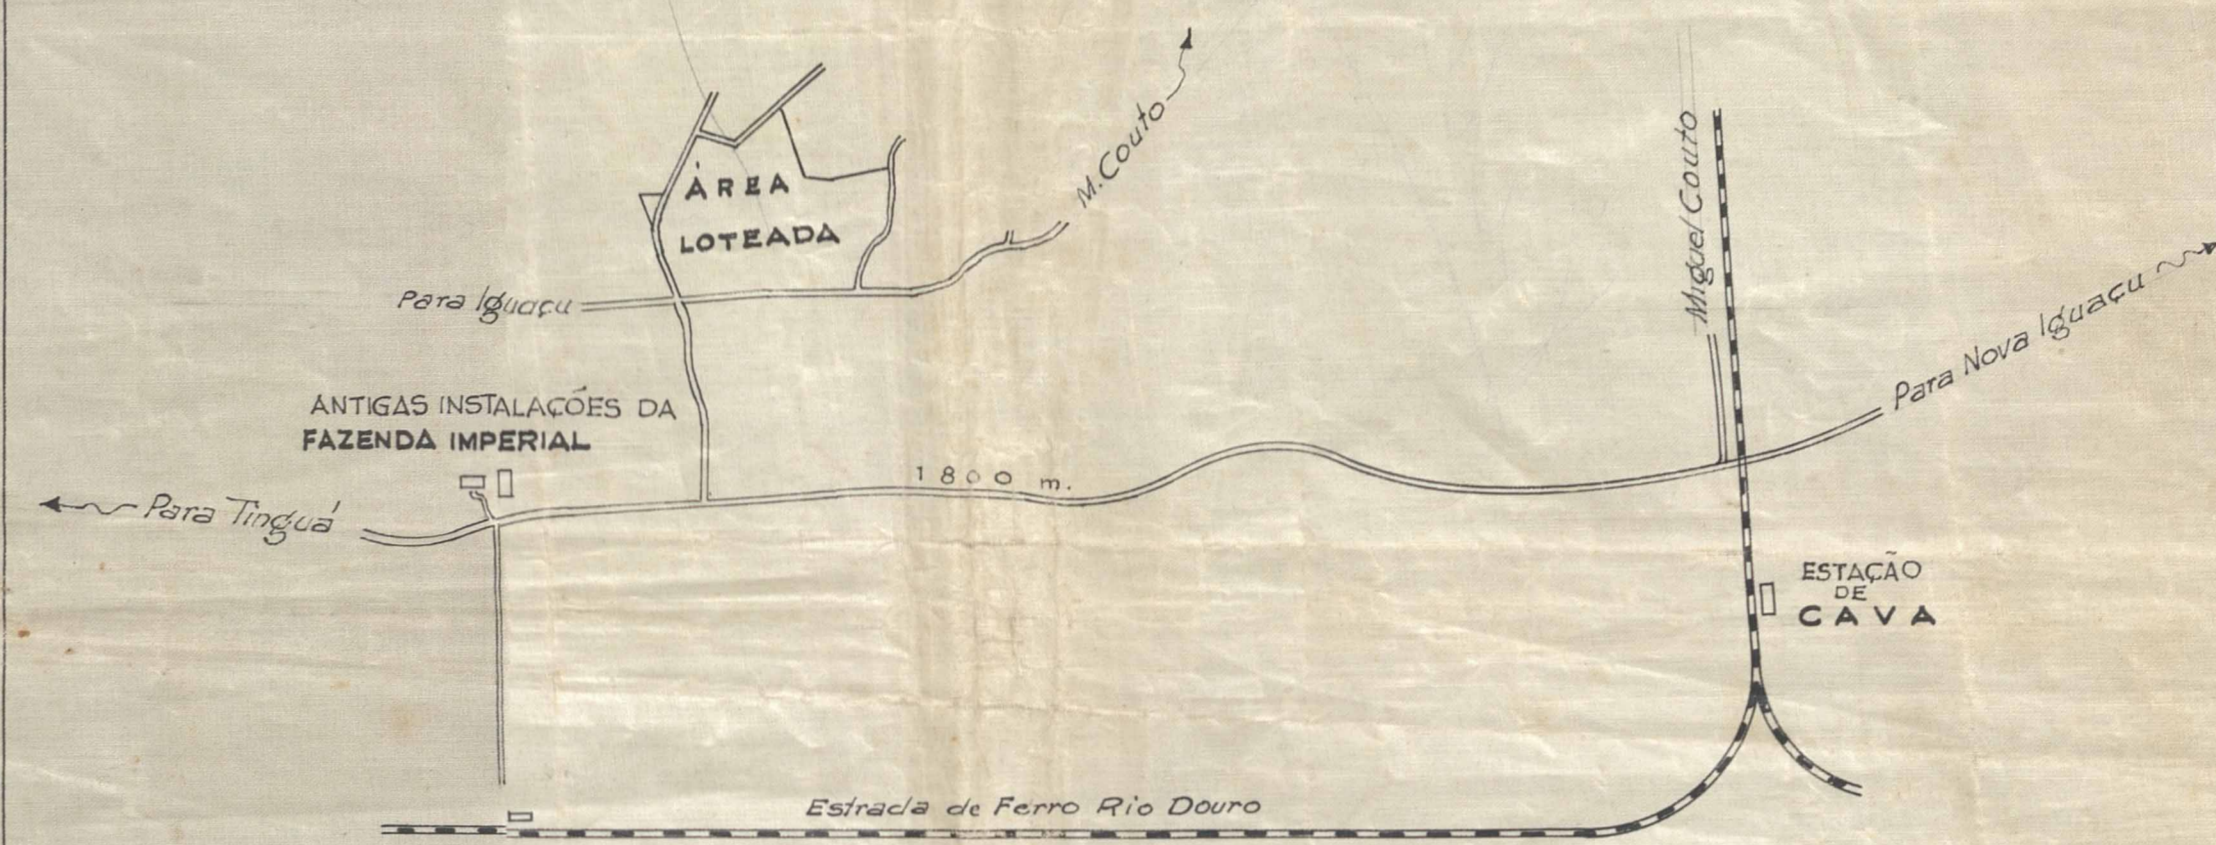 M. Couto
Miguel Couto
ÁREA
LOTEADA
Para Iguaçu
Para Nova Iguaçu
ANTIGAS INSTALAÇÕES DA
FAZENDA IMPERIAL
1800 m.
Para Tinguá
ESTAÇÃO
DE
CAVA
Estrada de Ferro Rio Douro